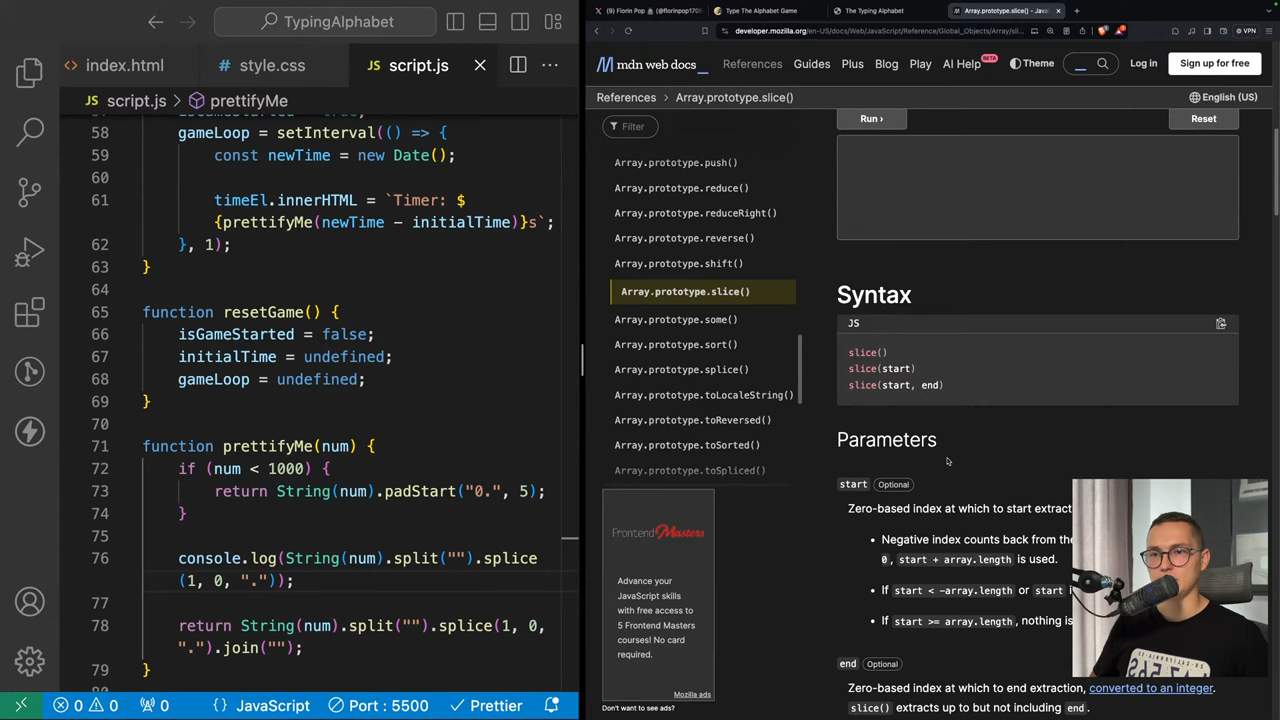 TypingAlphabet
index.html
style.css
script.js
script.js > prettifyMe
58 gameLoop = setInterval(() => {
59 const newTime = new Date();
60
61 timeEl.innerHTML = `Timer: $
{prettifyMe(newTime - initialTime)}s`;
62 }, 1);
63 }
64
65 function resetGame() {
66 isGameStarted = false;
67 initialTime = undefined;
68 gameLoop = undefined;
69 }
70
71 function prettifyMe(num) {
72 if (num < 1000) {
73 return String(num).padStart("0.", 5);
74 }
75
76 console.log(String(num).split("").splice
(1, 0, "."));
77
78 return String(num).split("").splice(1, 0,
".").join("");
79 }
0 0 0
{ } JavaScript
Port : 5500
Prettier
Type The Alphabet Game
The Typing Alphabet
Array.prototype.slice() - Java
developer.mozilla.org/en-US/docs/Web/JavaScript/Reference/Global_Objects/Array/sli...
VPN
mdn web docs_
References
Guides
Plus
Blog
Play
AI Help BETA
Theme
Log in
Sign up for free
References > Array.prototype.slice()
English (US)
Filter
Array.prototype.push()
Array.prototype.reduce()
Array.prototype.reduceRight()
Array.prototype.reverse()
Array.prototype.shift()
Array.prototype.slice()
Array.prototype.some()
Array.prototype.sort()
Array.prototype.splice()
Array.prototype.toLocaleString()
Array.prototype.toReversed()
Array.prototype.toSorted()
Array.prototype.toSpliced()
Frontend Masters
Advance your
JavaScript skills
with free access to
5 Frontend Masters
courses! No card
required.
Mozilla ads
Don't want to see ads?
Run ›
Reset
Syntax
JS
slice()
slice(start)
slice(start, end)
Parameters
start Optional
Zero-based index at which to start extract
Negative index counts back from the
0, start + array.length is used.
If start < -array.length or start
If start >= array.length, nothing is
end Optional
Zero-based index at which to end extraction, converted to an integer.
slice() extracts up to but not including end.